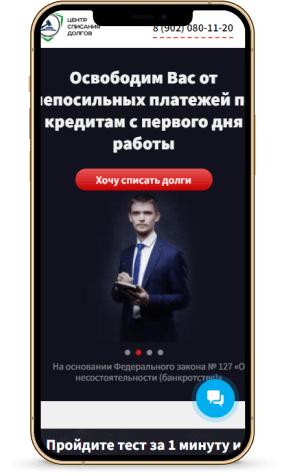 ЦЕНТР
СПИСАНИЯ
ДОЛГОВ
8 (902) 080-11-20
Освободим Вас от
непосильных платежей п
кредитам с первого дня
работы
Хочу списать долги
На основании Федерального закона № 127 «О
несостоятельности (банкротстве)»
Пройдите тест за 1 минуту и